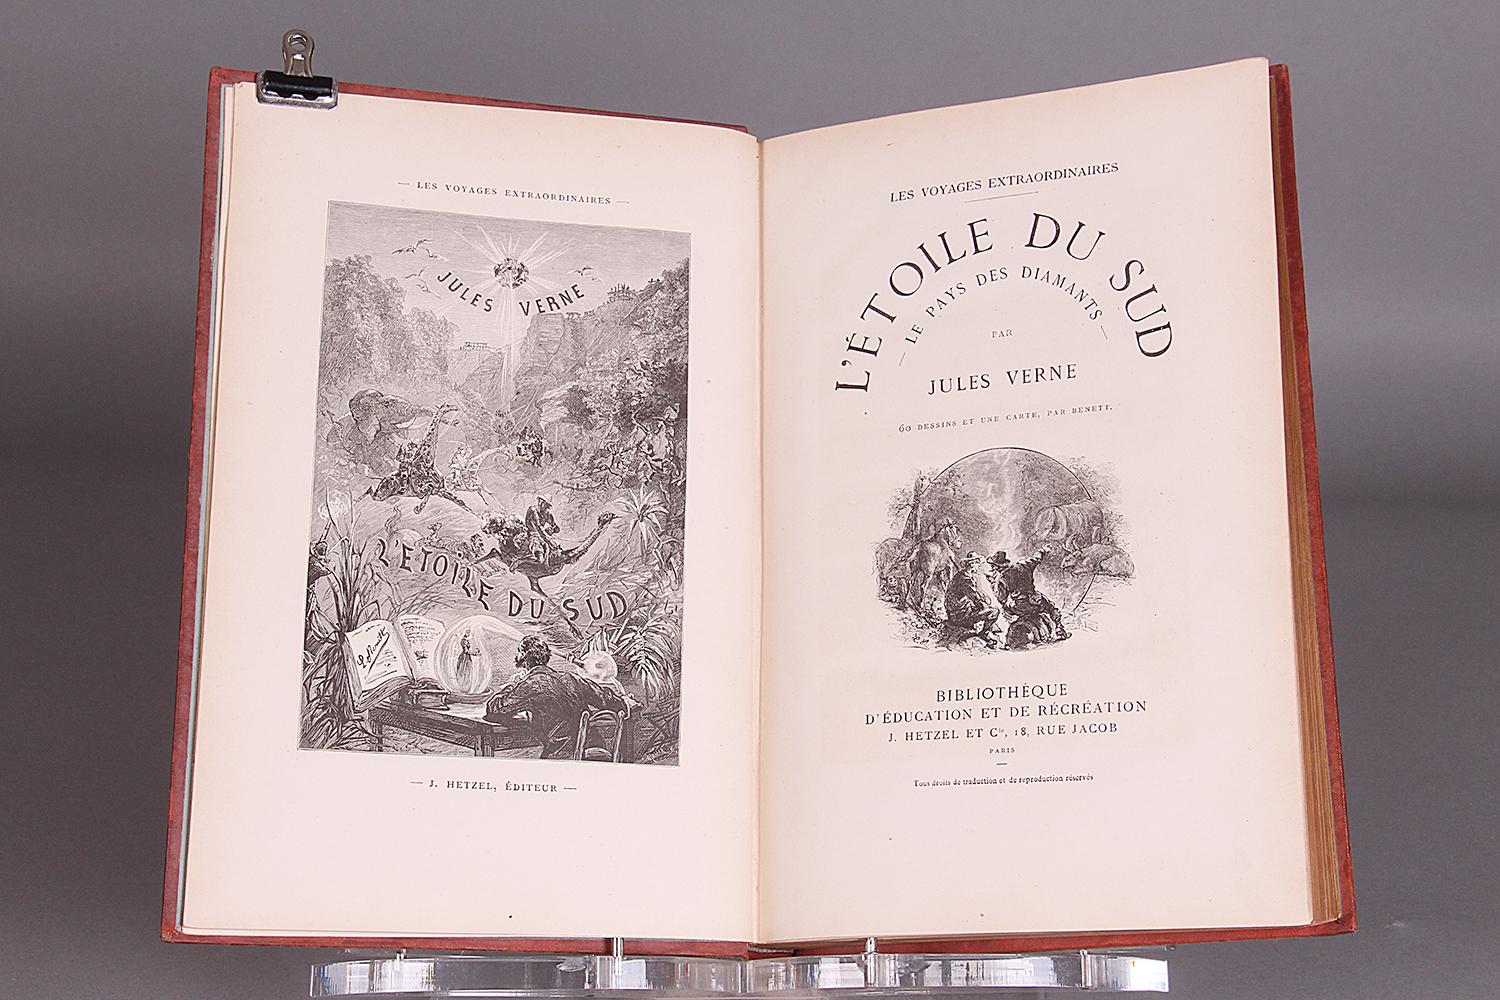 — LES VOYAGES EXTRAORDINAIRES —
JULES VERNE
L'ETOILE DU SUD
— J. HETZEL, ÉDITEUR —
LES VOYAGES EXTRAORDINAIRES
L'ÉTOILE DU SUD
— LE PAYS DES DIAMANTS —
PAR
JULES VERNE
60 DESSINS ET UNE CARTE, PAR BENETT.
BIBLIOTHÈQUE
D'ÉDUCATION ET DE RÉCRÉATION
J. HETZEL ET Cie, 18, RUE JACOB
PARIS
Tous droits de traduction et de reproduction réservés